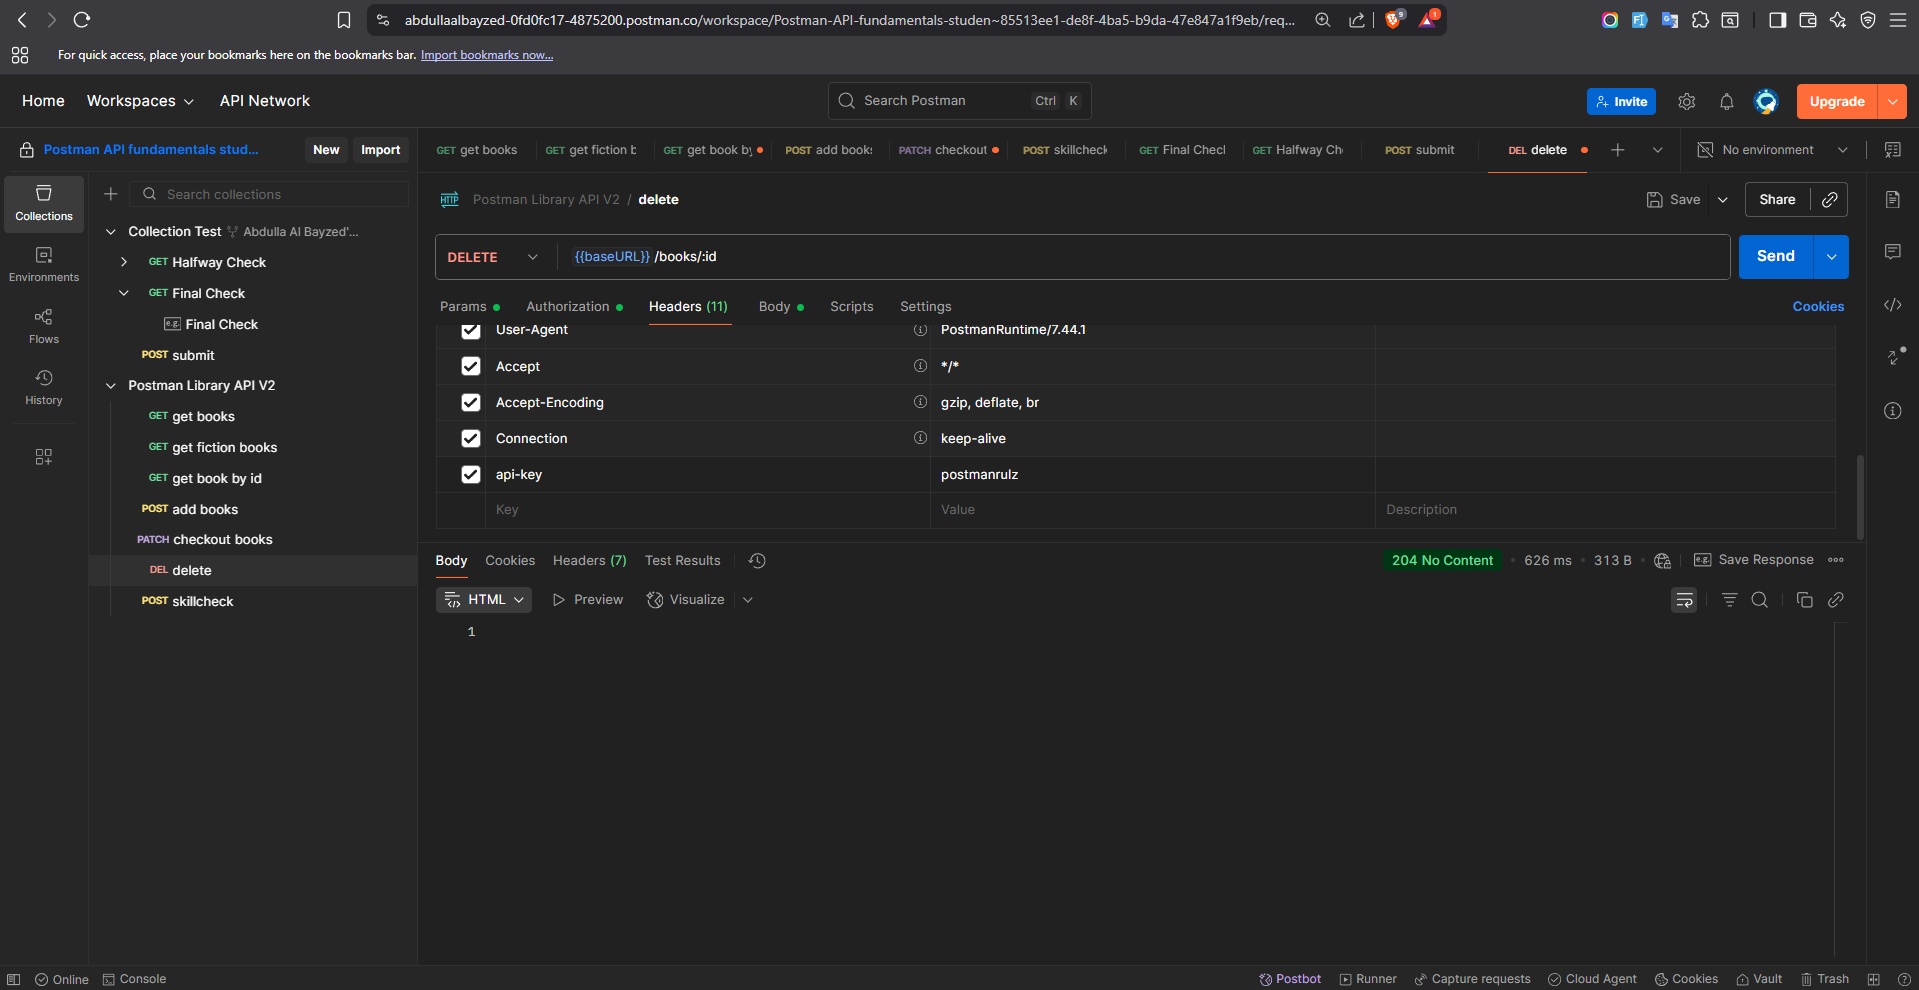 abdullaalbayzed-0fd0fc17-4875200.postman.co/workspace/Postman-API-fundamentals-studen~85513ee1-de8f-4ba5-b9da-47e847a1f9eb/req...
9
1
For quick access, place your bookmarks here on the bookmarks bar. Import bookmarks now...
Home
Workspaces
API Network
Search Postman
Ctrl K
Invite
Upgrade
Postman API fundamentals stud...
New
Import
GET get books
GET get fiction b
GET get book by
POST add books
PATCH checkout
POST skillcheck
GET Final Checl
GET Halfway Ch
POST submit
DEL delete
No environment
Collections
Environments
Flows
History
Search collections
Collection Test Abdulla Al Bayzed'...
GET Halfway Check
GET Final Check
e.g. Final Check
POST submit
Postman Library API V2
GET get books
GET get fiction books
GET get book by id
POST add books
PATCH checkout books
DEL delete
POST skillcheck
HTTP Postman Library API V2 / delete
Save
Share
DELETE
{{baseURL}} /books/:id
Send
Params
Authorization
Headers (11)
Body
Scripts
Settings
Cookies
User-Agent PostmanRuntime/7.44.1
Accept */*
Accept-Encoding gzip, deflate, br
Connection keep-alive
api-key postmanrulz
Key Value Description
Body
Cookies
Headers (7)
Test Results
204 No Content
626 ms
313 B
e.g. Save Response
HTML
Preview
Visualize
1
Online
Console
Postbot
Runner
Capture requests
Cloud Agent
Cookies
Vault
Trash